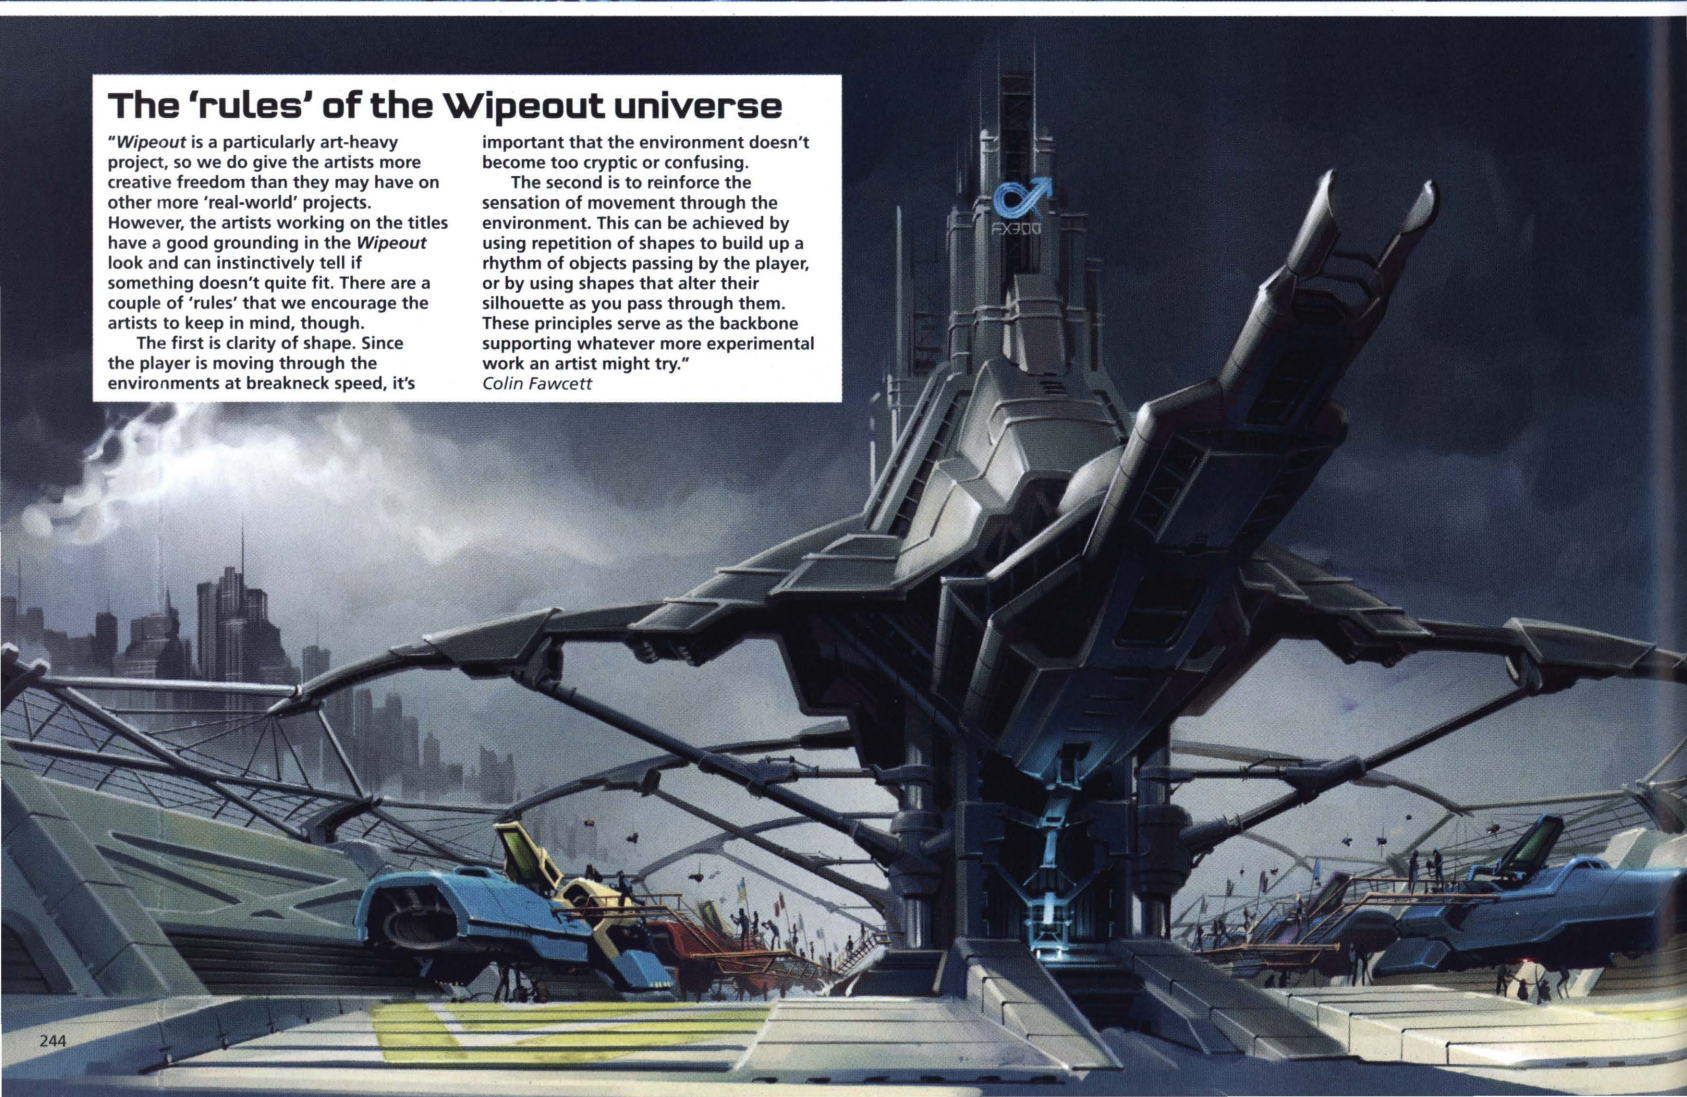 The 'rules' of the Wipeout universe
"Wipeout is a particularly art-heavy
project, so we do give the artists more
creative freedom than they may have on
other more 'real-world' projects.
However, the artists working on the titles
have a good grounding in the Wipeout
look and can instinctively tell if
something doesn't quite fit. There are a
couple of 'rules' that we encourage the
artists to keep in mind, though.
The first is clarity of shape. Since
the player is moving through the
environments at breakneck speed, it's
important that the environment doesn't
become too cryptic or confusing.
The second is to reinforce the
sensation of movement through the
environment. This can be achieved by
using repetition of shapes to build up a
rhythm of objects passing by the player,
or by using shapes that alter their
silhouette as you pass through them.
These principles serve as the backbone
supporting whatever more experimental
work an artist might try."
Colin Fawcett
FX300
244